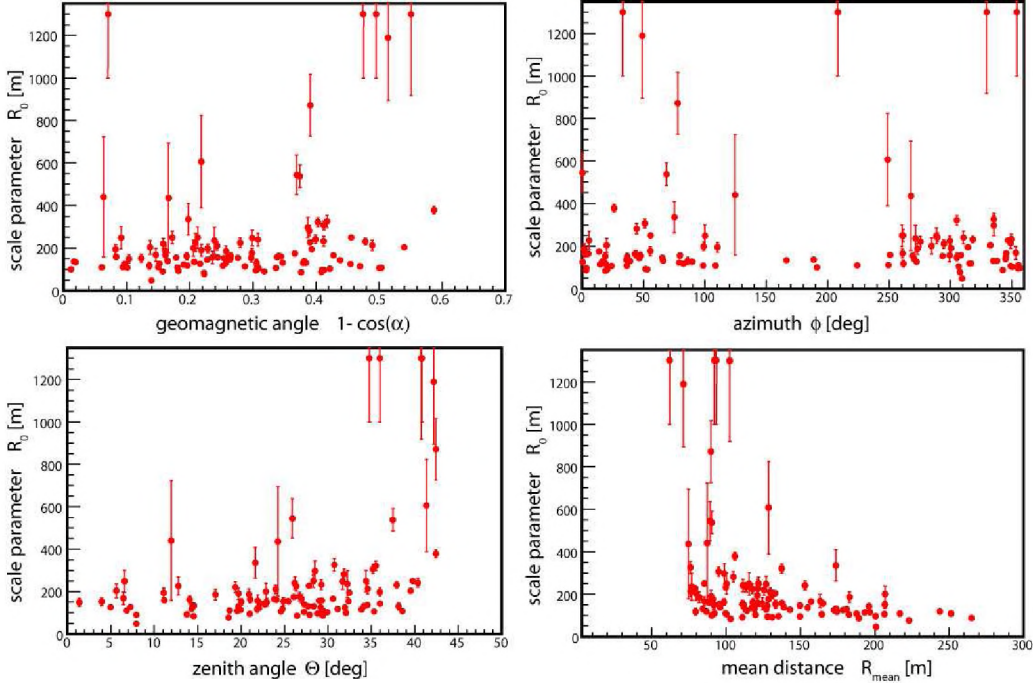 1200
1000
800
600
400
200
0
scale parameter R₀ [m]
0 0.1 0.2 0.3 0.4 0.5 0.6 0.7
geomagnetic angle 1- cos(α)
1200
1000
800
600
400
200
0
scale parameter R₀ [m]
0 50 100 150 200 250 300 350
azimuth ϕ [deg]
1200
1000
800
600
400
200
0
scale parameter R₀ [m]
0 5 10 15 20 25 30 35 40 45 50
zenith angle Θ [deg]
1200
1000
800
600
400
200
0
scale parameter R₀ [m]
50 100 150 200 250 300
mean distance R_mean [m]